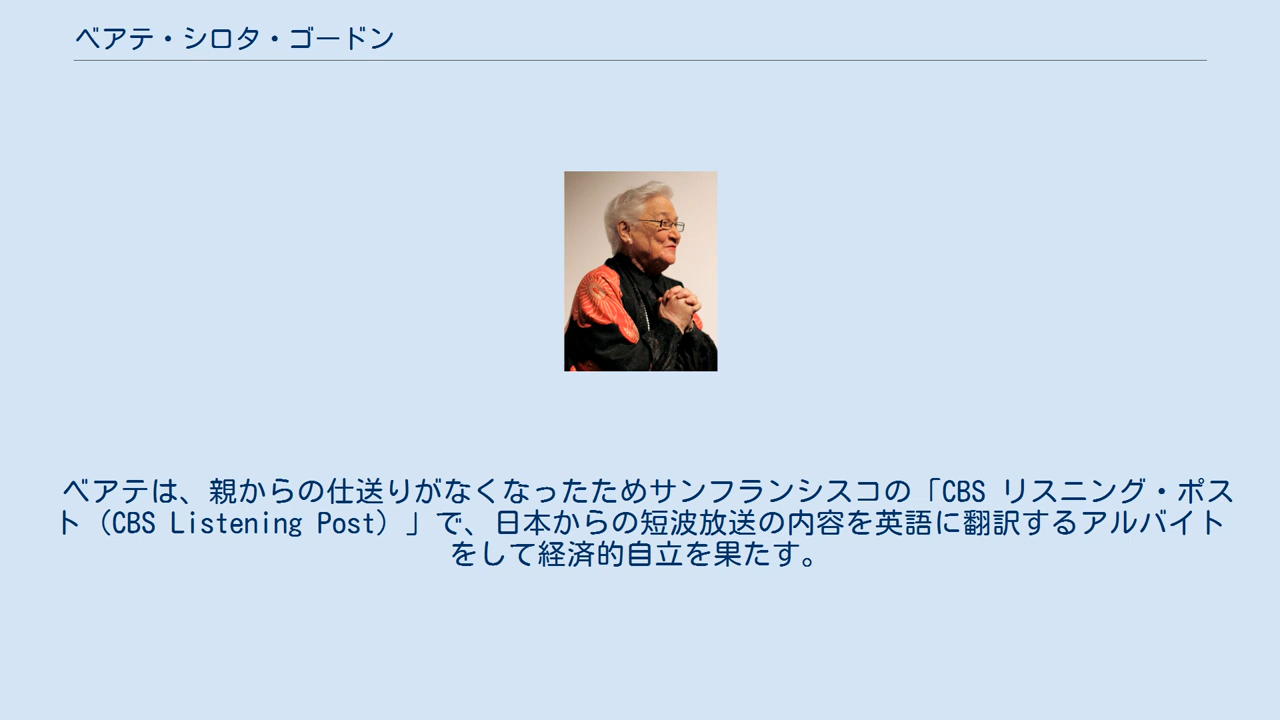 ベアテ・シロタ・ゴードン
ベアテは、親からの仕送りがなくなったためサンフランシスコの「CBS リスニング・ポス
ト（CBS Listening Post）」で、日本からの短波放送の内容を英語に翻訳するアルバイト
をして経済的自立を果たす。